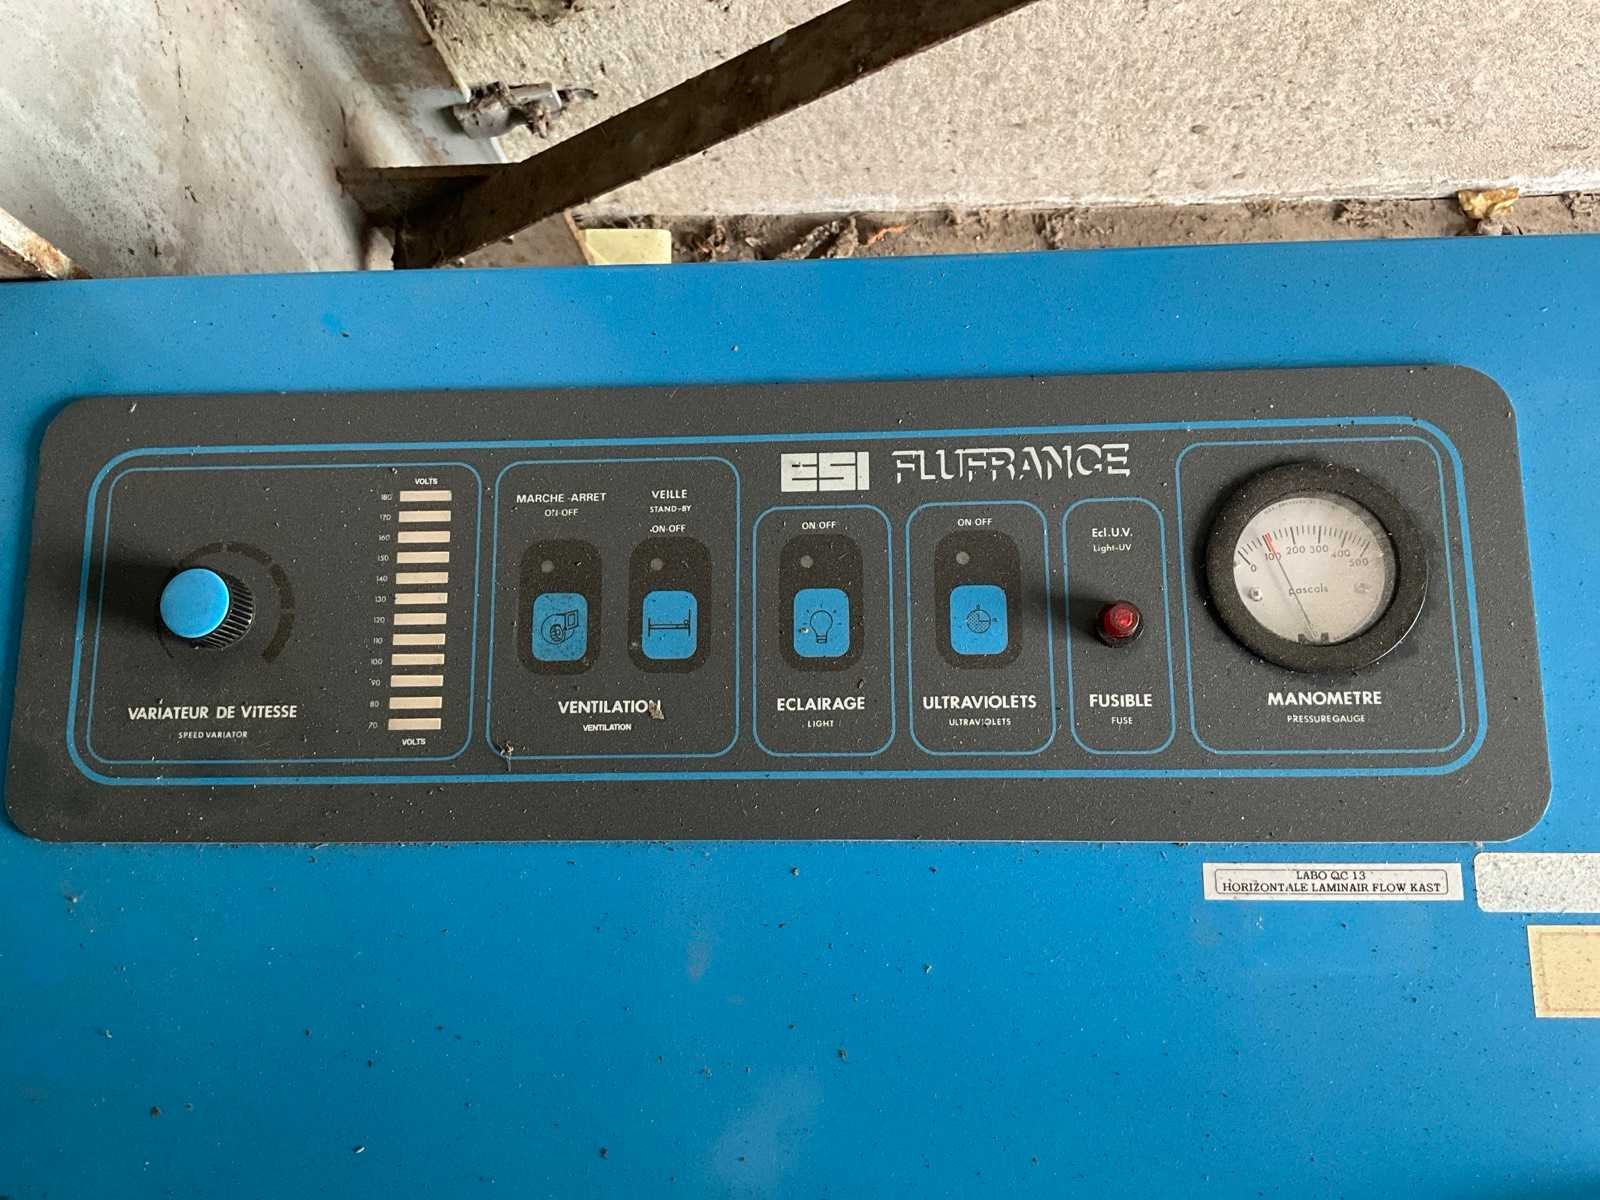 VOLTS
180
170
160
150
140
130
120
110
100
90
80
70
VOLTS
VARIATEUR DE VITESSE
SPEED VARIATOR
MARCHE-ARRET
ON-OFF
VEILLE
STAND-BY
ON-OFF
VENTILATION
VENTILATION
ESI FLUFRANCE
ON OFF
ECLAIRAGE
LIGHT
ON OFF
ULTRAVIOLETS
ULTRAVIOLETS
Ecl.U.V.
Light-UV
FUSIBLE
FUSE
0 100 200 300 400 500
pascals
MANOMETRE
PRESSURE GAUGE
LABO QC 13
HORIZONTALE LAMINAIR FLOW KAST